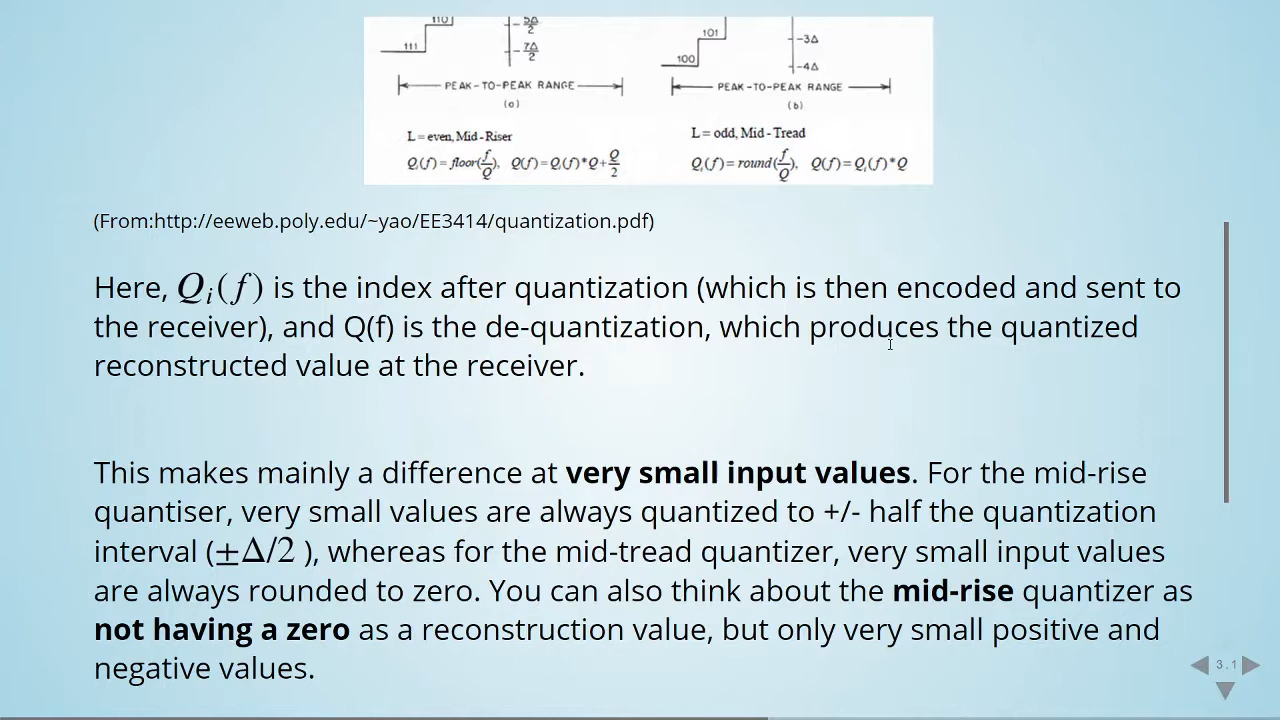 110
5Δ/2
111
-7Δ/2
PEAK-TO-PEAK RANGE
(a)
L = even, Mid-Riser
Qᵢ(f) = floor(f/Q), Q(f) = Qᵢ(f)*Q + Q/2
101
-3Δ
100
-4Δ
PEAK-TO-PEAK RANGE
(b)
L = odd, Mid-Tread
Qᵢ(f) = round(f/Q), Q(f) = Qᵢ(f)*Q
(From:http://eeweb.poly.edu/~yao/EE3414/quantization.pdf)
Here, Qᵢ(f) is the index after quantization (which is then encoded and sent to
the receiver), and Q(f) is the de-quantization, which produces the quantized
reconstructed value at the receiver.
This makes mainly a difference at very small input values. For the mid-rise
quantiser, very small values are always quantized to +/- half the quantization
interval (±Δ/2 ), whereas for the mid-tread quantizer, very small input values
are always rounded to zero. You can also think about the mid-rise quantizer as
not having a zero as a reconstruction value, but only very small positive and
negative values.
3.1